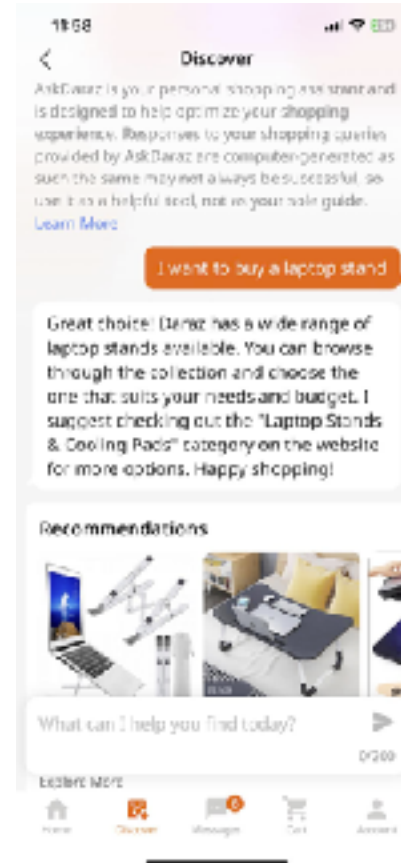 18:58
Discover
AskDaraz is your personal shopping assistant and
is designed to help optimize your shopping
experience. Responses to your shopping queries
provided by AskDaraz are computer-generated as
such the same may not always be successful, so
use it as a helpful tool, not as your sole guide.
Learn More
I want to buy a laptop stand
Great choice! Daraz has a wide range of
laptop stands available. You can browse
through the collection and choose the
one that suits your needs and budget. I
suggest checking out the "Laptop Stands
& Cooling Pads" category on the website
for more options. Happy shopping!
Recommendations
What can I help you find today?
0/200
Explore More
Home
Discover
Messages
Cart
Account